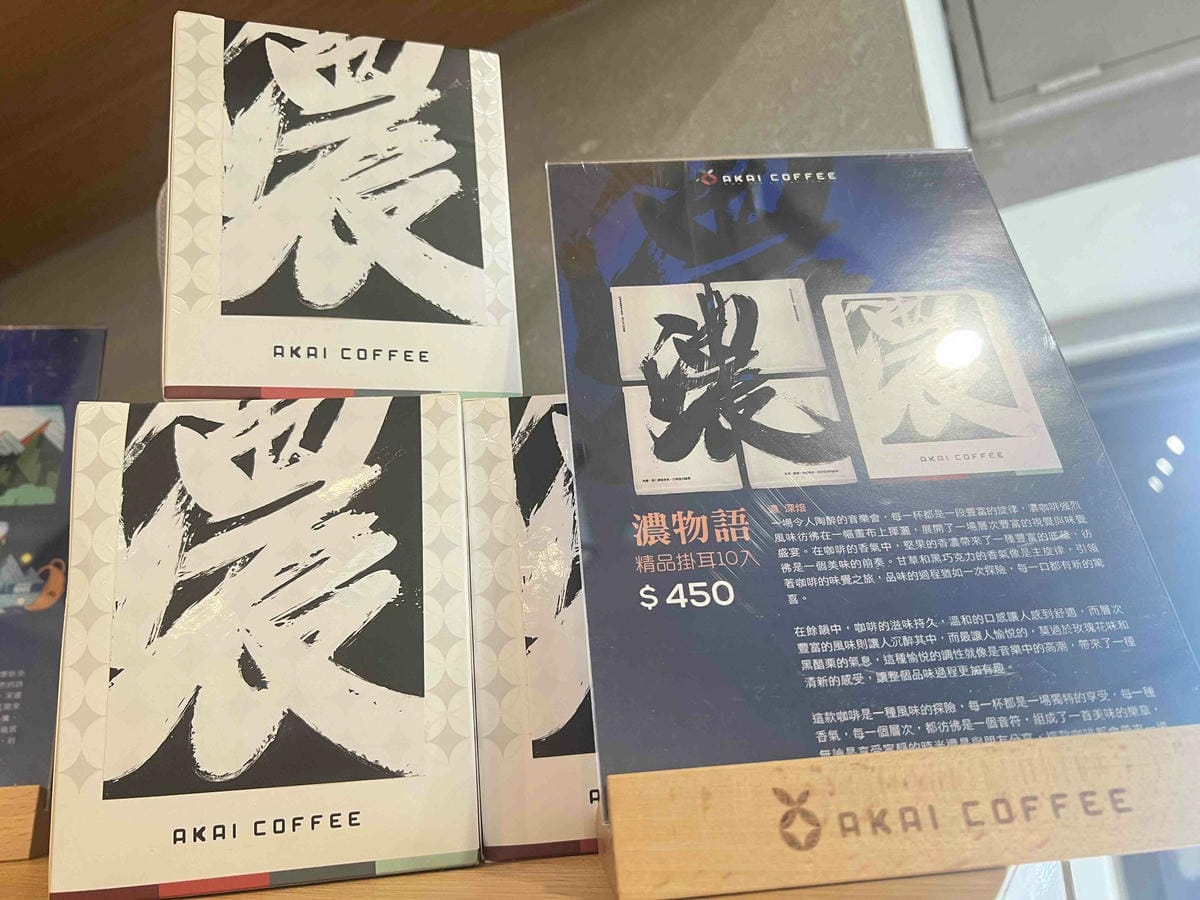 濃
AKAI COFFEE
濃
AKAI COFFEE
AKAI COFFEE
濃
濃
AKAI COFFEE
濃物語
精品掛耳10入
$ 450
濃 深焙
一場令人陶醉的音樂會，每一杯都是一段豐富的旋律，濃咖啡強烈
風味彷彿在一幅畫布上揮灑，展開了一場層次豐富的視覺與味覺
盛宴。在咖啡的香氣中，堅果的香濃帶來了一種豐富的底蘊，彷
彿是一個美味的前奏。甘草和黑巧克力的香氣像是主旋律，引領
著咖啡的味覺之旅，品味的過程猶如一次探險，每一口都有新的驚
喜。
在餘韻中，咖啡的滋味持久，溫和的口感讓人感到舒適，而層次
豐富的風味則讓人沉醉其中，而最讓人愉悅的，莫過於玫瑰花味和
黑醋栗的氣息，這種愉悅的調性就像是音樂中的高潮，帶來了一種
清新的感受，讓整個品味過程更加有趣。
這款咖啡是一種風味的探險，每一杯都是一場獨特的享受，每一種
香氣，每一個層次，都彷彿是一個音符，組成了一首美味的樂章，
AKAI COFFEE